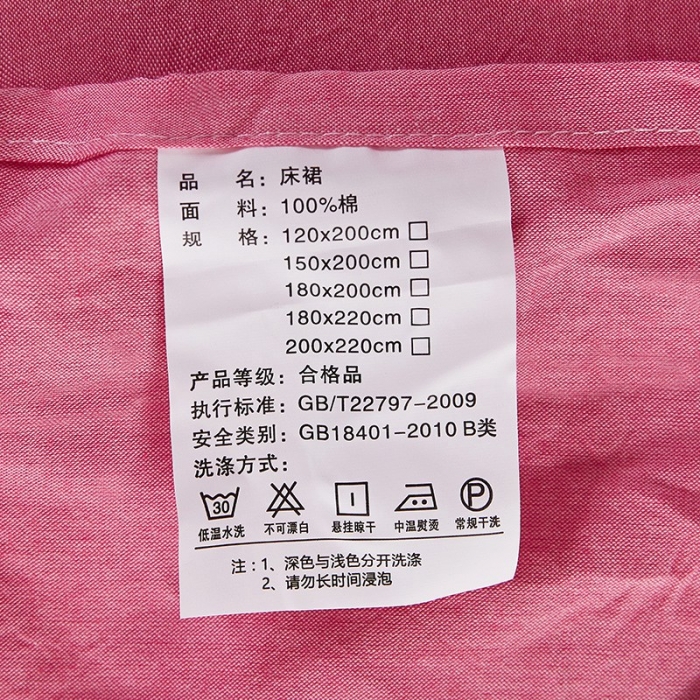 品 名：床裙
面 料：100%棉
规 格：120x200cm □
150x200cm □
180x200cm □
180x220cm □
200x220cm □
产品等级：合格品
执行标准：GB/T22797-2009
安全类别：GB18401-2010 B类
洗涤方式：
30 P
低温水洗 不可漂白 悬挂晾干 中温熨烫 常规干洗
注：1、深色与浅色分开洗涤
2、请勿长时间浸泡